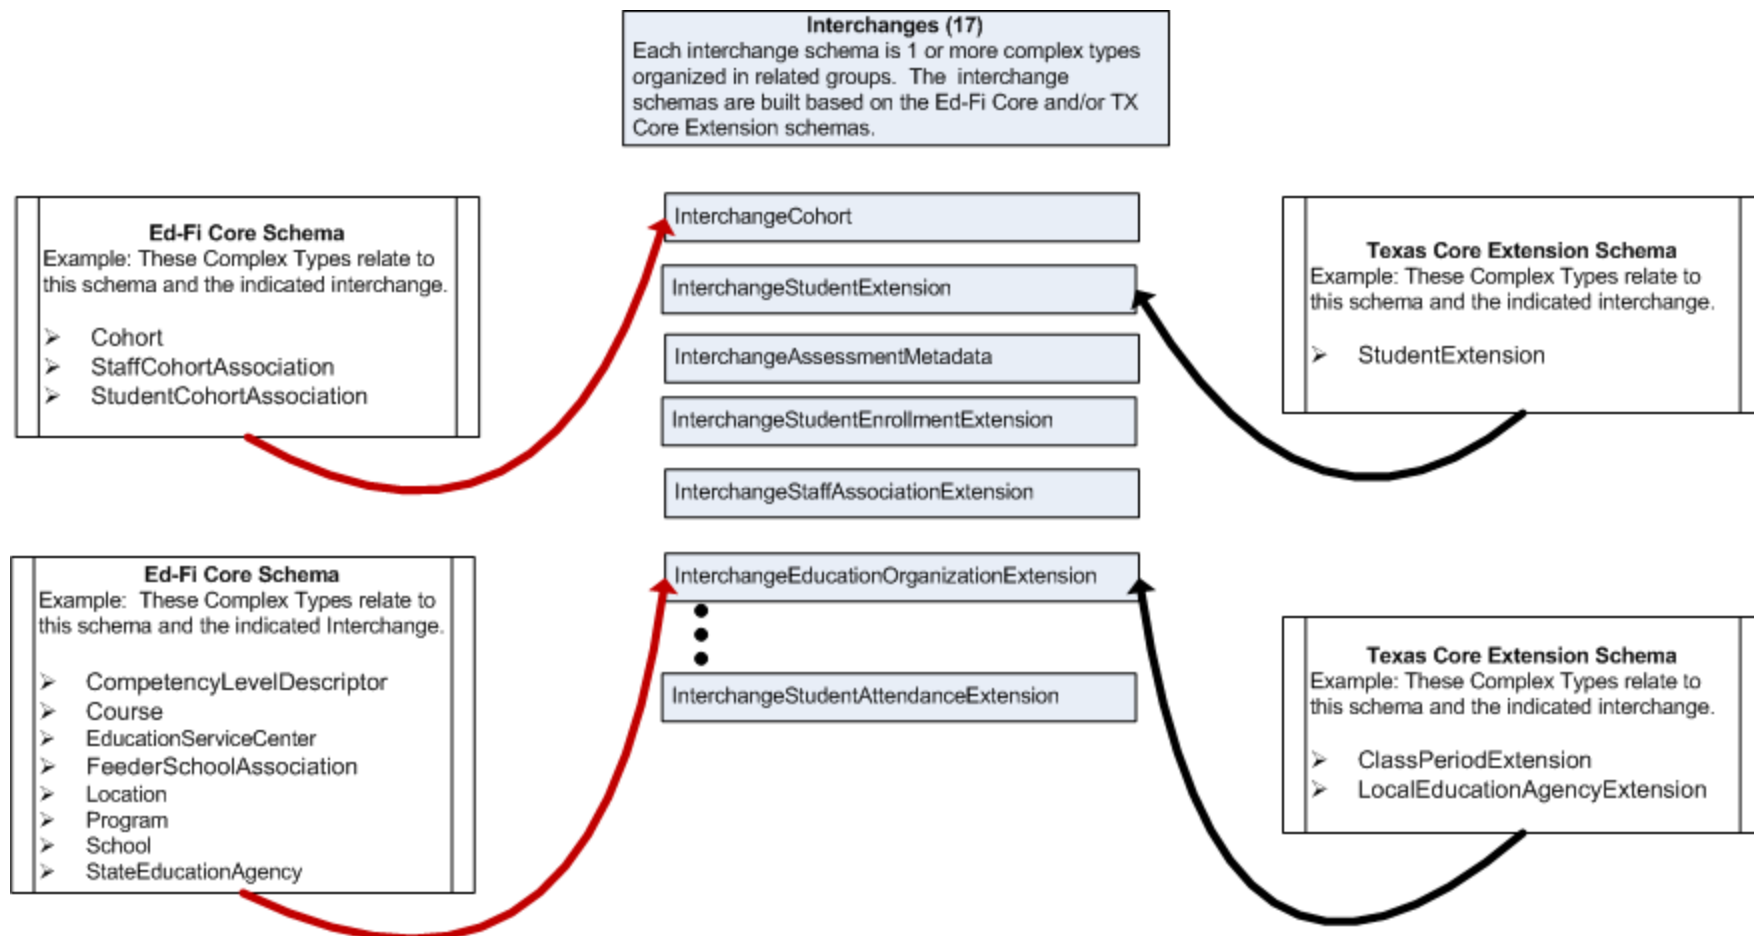 Interchanges (17)
Each interchange schema is 1 or more complex types
organized in related groups. The interchange
schemas are built based on the Ed-Fi Core and/or TX
Core Extension schemas.
Ed-Fi Core Schema
Example: These Complex Types relate to
this schema and the indicated interchange.
Cohort
StaffCohortAssociation
StudentCohortAssociation
Ed-Fi Core Schema
Example: These Complex Types relate to
this schema and the indicated Interchange.
CompetencyLevelDescriptor
Course
EducationServiceCenter
FeederSchoolAssociation
Location
Program
School
StateEducationAgency
InterchangeCohort
InterchangeStudentExtension
InterchangeAssessmentMetadata
InterchangeStudentEnrollmentExtension
InterchangeStaffAssociationExtension
InterchangeEducationOrganizationExtension
InterchangeStudentAttendanceExtension
Texas Core Extension Schema
Example: These Complex Types relate to
this schema and the indicated interchange.
StudentExtension
Texas Core Extension Schema
Example: These Complex Types relate to
this schema and the indicated interchange.
ClassPeriodExtension
LocalEducationAgencyExtension